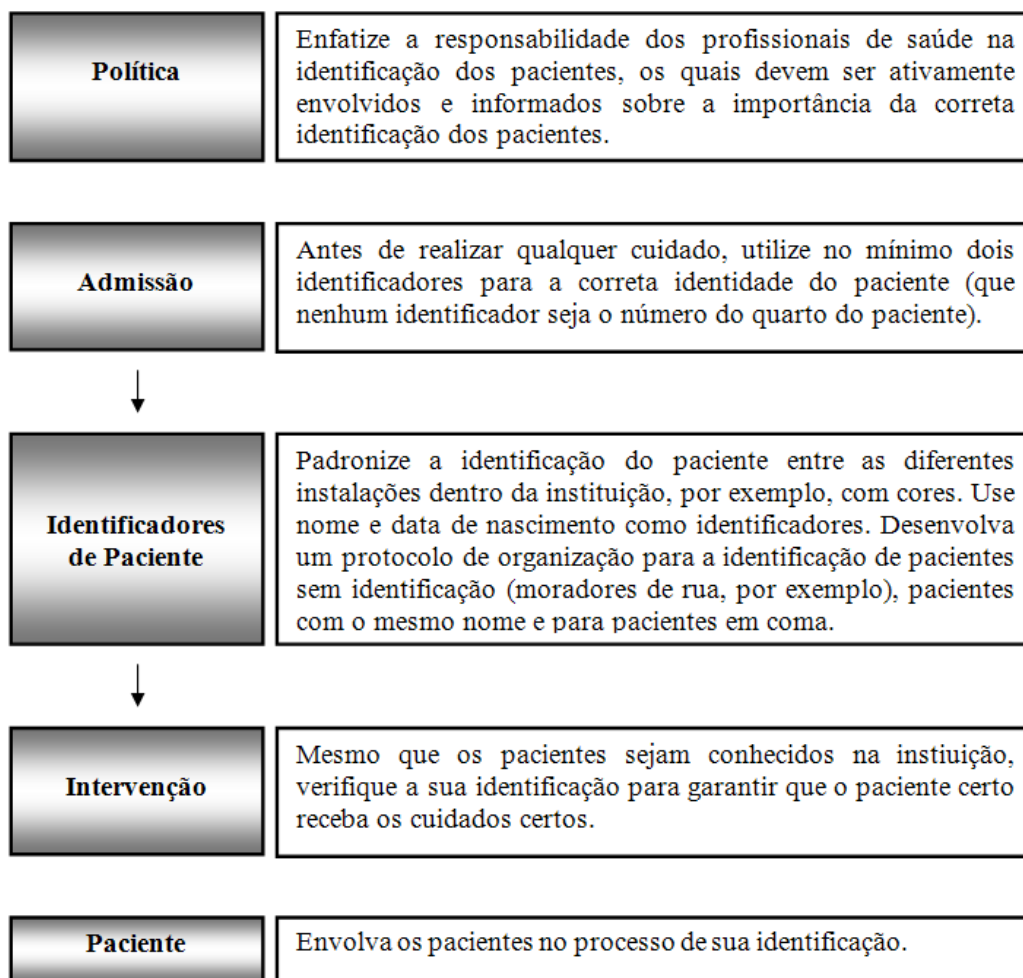 Política
Enfatize a responsabilidade dos profissionais de saúde na
identificação dos pacientes, os quais devem ser ativamente
envolvidos e informados sobre a importância da correta
identificação dos pacientes.
Admissão
Antes de realizar qualquer cuidado, utilize no mínimo dois
identificadores para a correta identidade do paciente (que
nenhum identificador seja o número do quarto do paciente).
Identificadores
de Paciente
Padronize a identificação do paciente entre as diferentes
instalações dentro da instituição, por exemplo, com cores. Use
nome e data de nascimento como identificadores. Desenvolva
um protocolo de organização para a identificação de pacientes
sem identificação (moradores de rua, por exemplo), pacientes
com o mesmo nome e para pacientes em coma.
Intervenção
Mesmo que os pacientes sejam conhecidos na instiuição,
verifique a sua identificação para garantir que o paciente certo
receba os cuidados certos.
Paciente
Envolva os pacientes no processo de sua identificação.